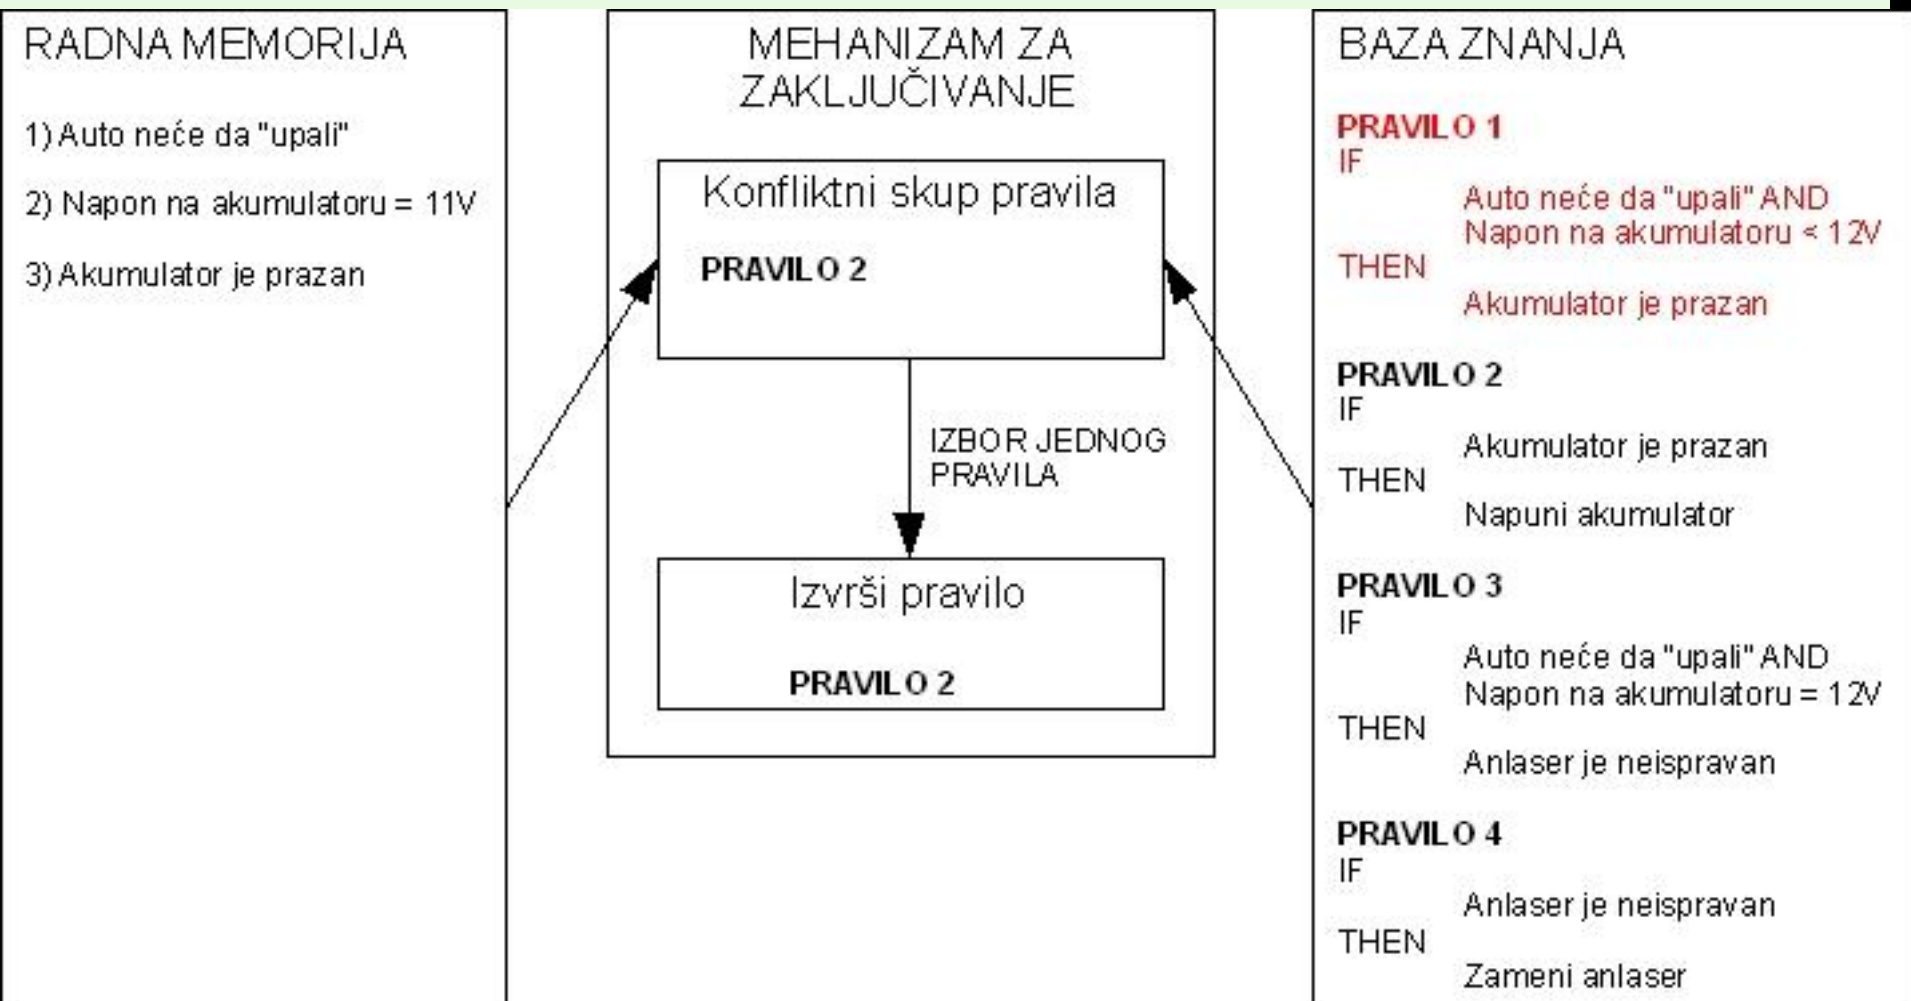 RADNA MEMORIJA
1) Auto neće da "upali"
2) Napon na akumulatoru = 11V
3) Akumulator je prazan
MEHANIZAM ZA
ZAKLJUČIVANJE
Konfliktni skup pravila
PRAVILO 2
IZBOR JEDNOG
PRAVILA
Izvrši pravilo
PRAVILO 2
BAZA ZNANJA
PRAVILO 1
IF
Auto neće da "upali" AND
Napon na akumulatoru < 12V
THEN
Akumulator je prazan
PRAVILO 2
IF
Akumulator je prazan
THEN
Napuni akumulator
PRAVILO 3
IF
Auto neće da "upali" AND
Napon na akumulatoru = 12V
THEN
Anlaser je neispravan
PRAVILO 4
IF
Anlaser je neispravan
THEN
Zameni anlaser